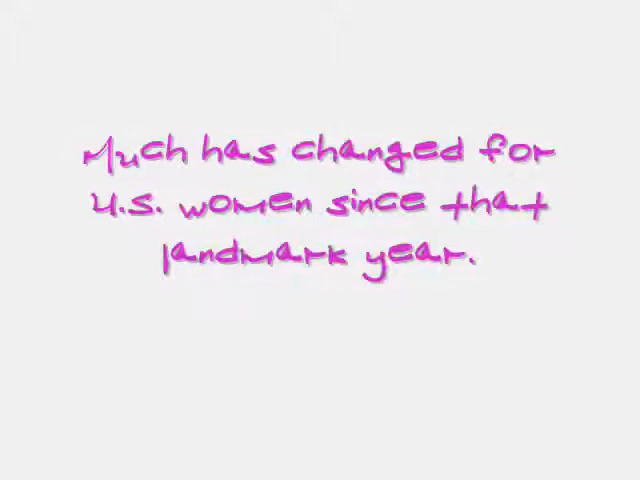 Much has changed for
U.S. women since that
landmark year.